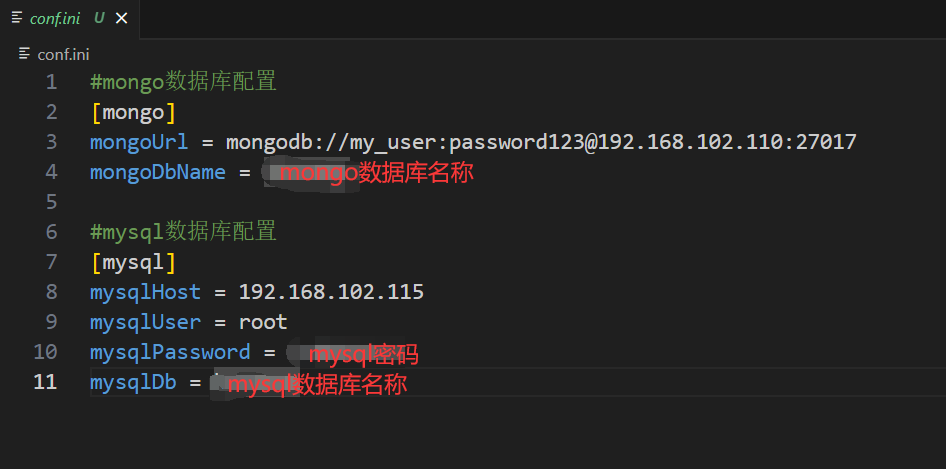 conf.ini U
conf.ini
1 #mongo数据库配置
2 [mongo]
3 mongoUrl = mongodb://my_user:password123@192.168.102.110:27017
4 mongoDbName = mongo数据库名称
5
6 #mysql数据库配置
7 [mysql]
8 mysqlHost = 192.168.102.115
9 mysqlUser = root
10 mysqlPassword = mysql密码
11 mysqlDb = mysql数据库名称